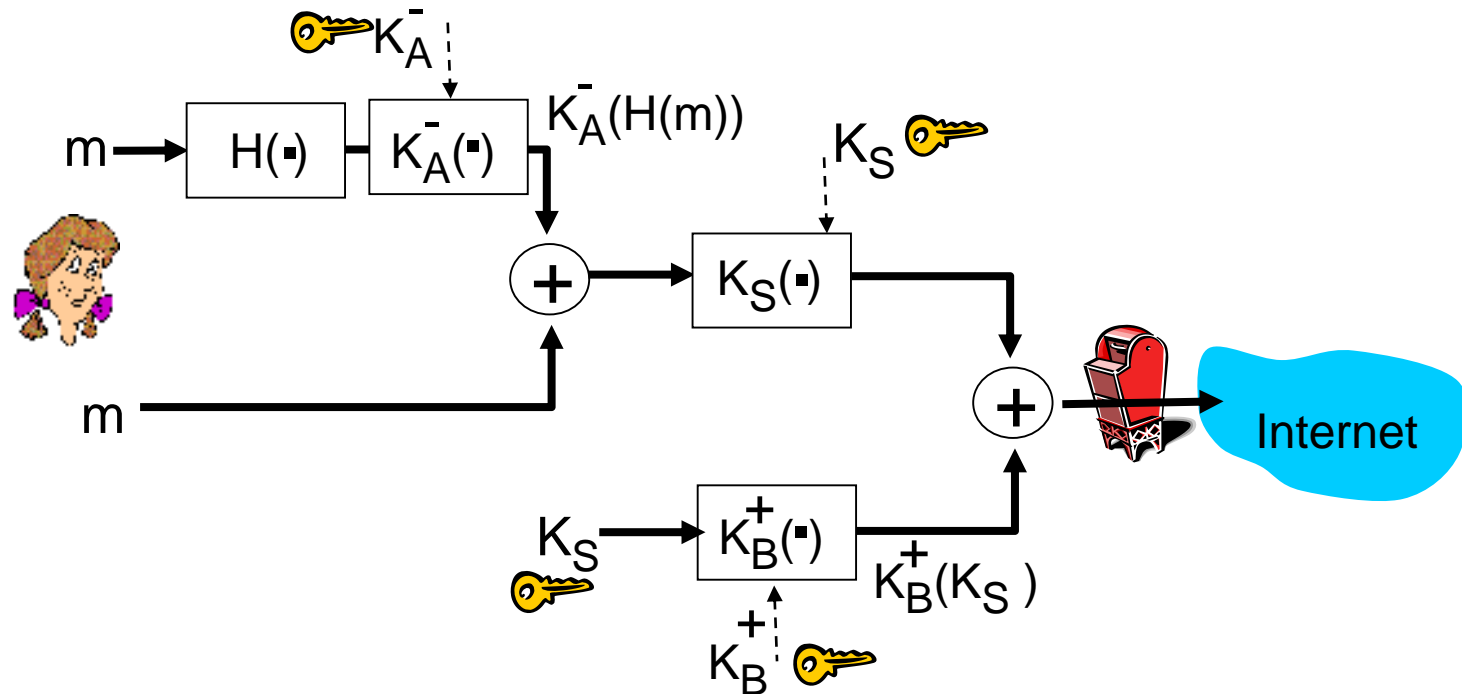 K_A^-
m
H(▪)
K_A^-(▪)
K_A^-(H(m))
K_S
+
K_S(▪)
m
+
Internet
K_S
K_B^+(▪)
K_B^+(K_S )
K_B^+